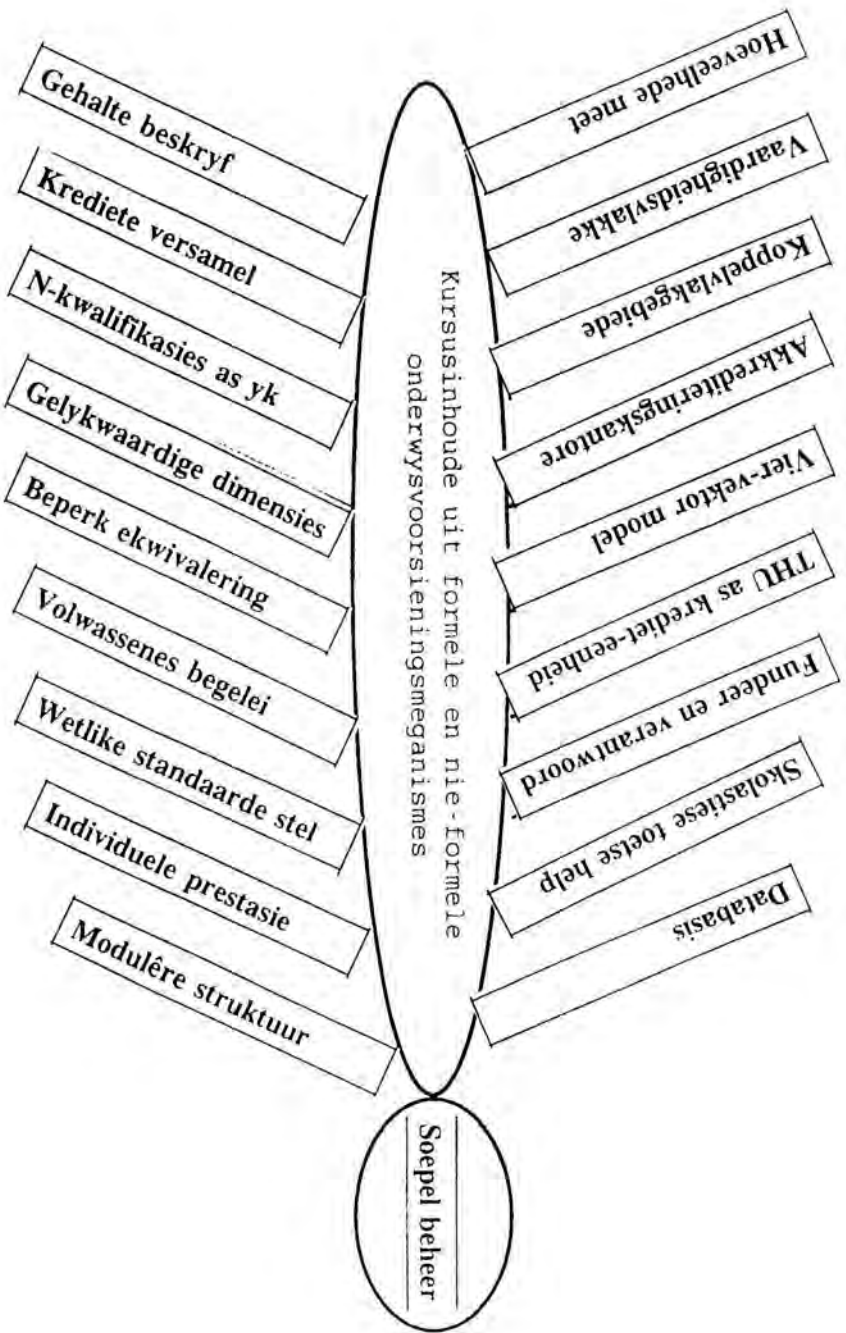 Gehalte beskryf
Krediete versamel
N-kwalifikasies as yk
Gelykwaardige dimensies
Beperk ekwivalering
Volwassenes begelei
Wetlike standaarde stel
Individuele prestasie
Modulêre struktuur
Kursusinhoude uit formele en nie-formele
onderwysvoorsieningsmeganismes
Hoeveelhede meet
Vaardigheidsvlakke
Koppelvlakgebiede
Akkrediteringskantore
Vier-vektor model
THU as krediet-eenheid
Fundeer en verantwoord
Skolastiese toetse help
Databasis
Soepel beheer